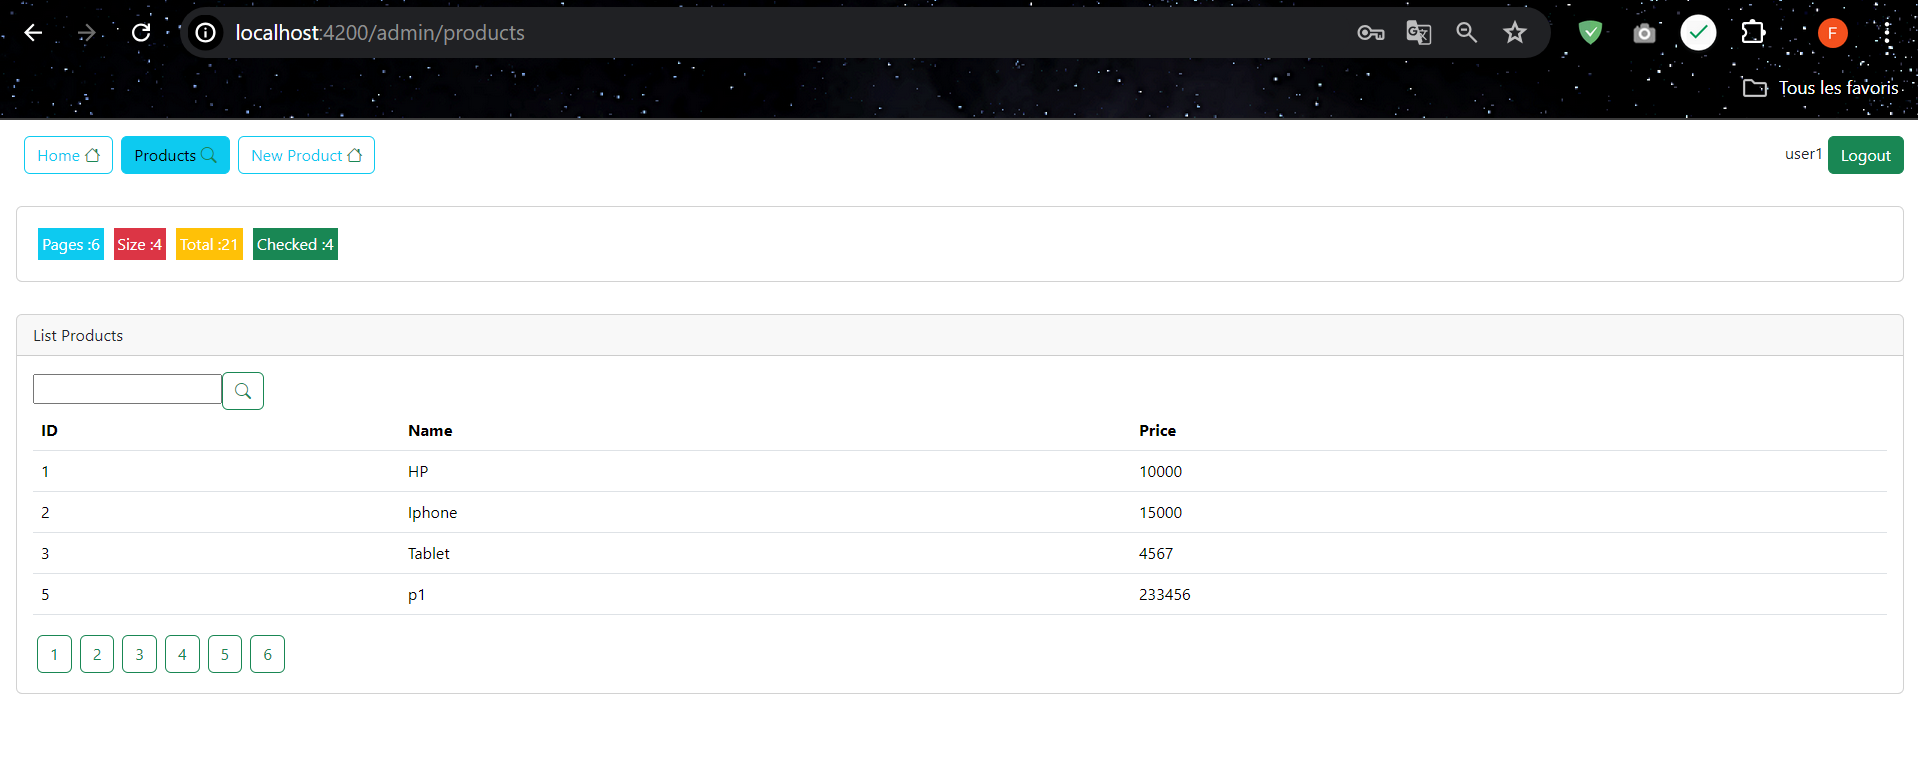 localhost:4200/admin/products
Tous les favoris
Home Products New Product user1 Logout
Pages :6 Size :4 Total :21 Checked :4
List Products
ID Name Price
1 HP 10000
2 Iphone 15000
3 Tablet 4567
5 p1 233456
1 2 3 4 5 6